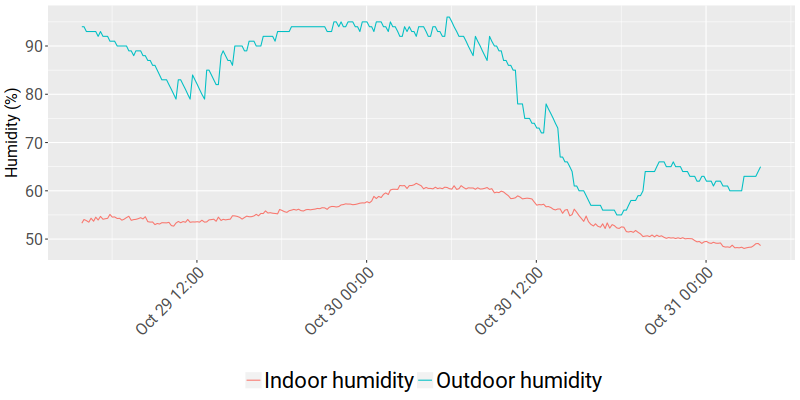 Humidity (%)
90
80
70
60
50
Oct 29 12:00
Oct 30 00:00
Oct 30 12:00
Oct 31 00:00
Indoor humidity
Outdoor humidity